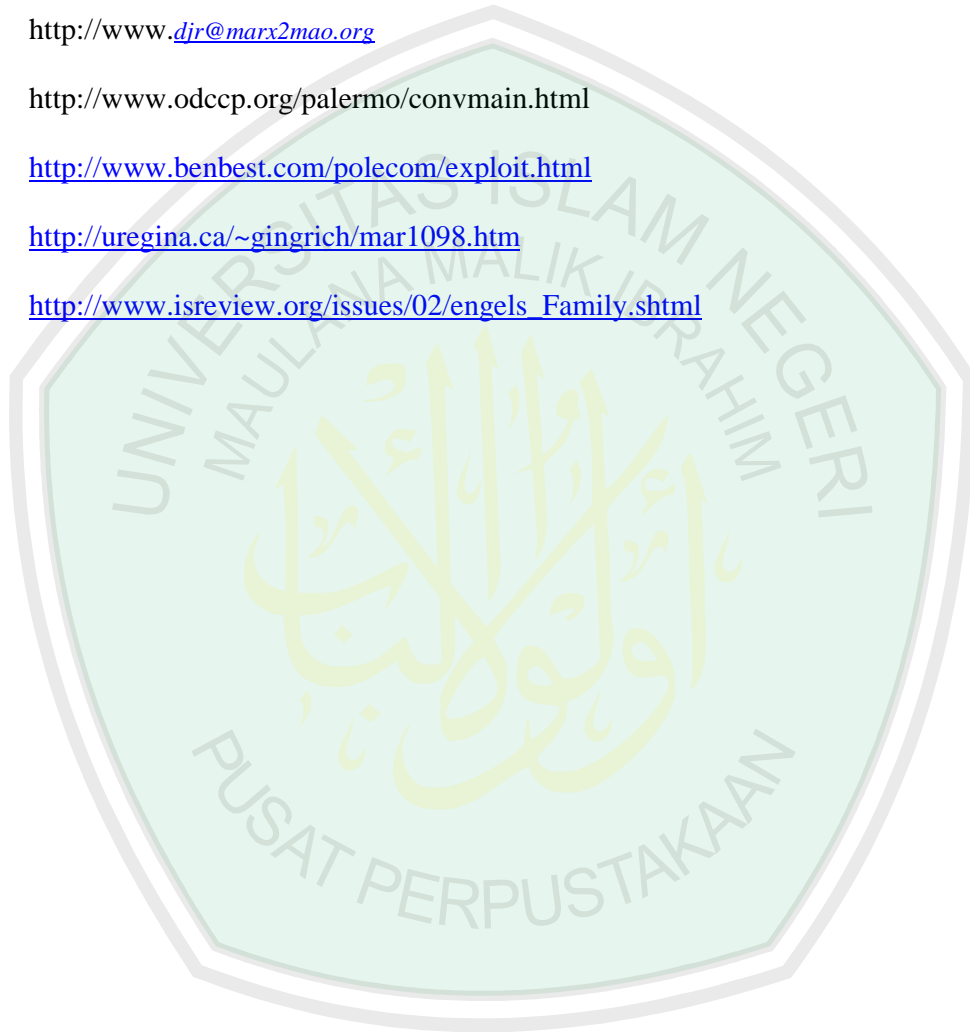 http://www.djr@marx2mao.org
http://www.odccp.org/palermo/convmain.html
http://www.benbest.com/polecom/exploit.html
http://uregina.ca/~gingrich/mar1098.htm
http://www.isreview.org/issues/02/engels_Family.shtml
UNIVERSITAS ISLAM NEGERI
MAULANA MALIK IBRAHIM
PUSAT PERPUSTAKAAN